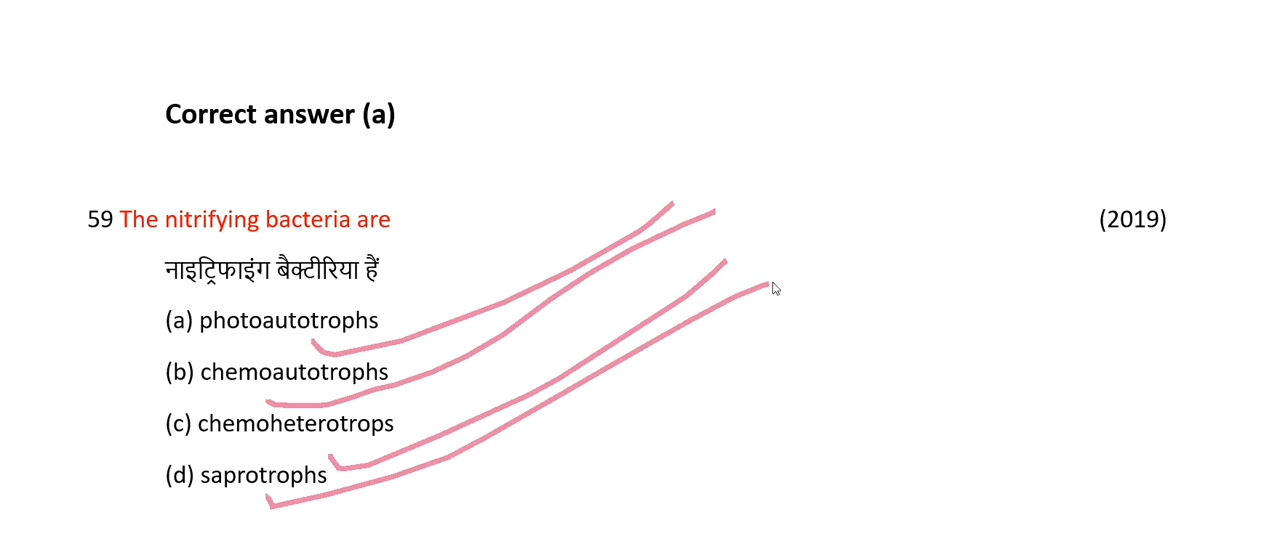 Correct answer (a)
59 The nitrifying bacteria are (2019)
नाइट्रिफाइंग बैक्टीरिया हैं
(a) photoautotrophs
(b) chemoautotrophs
(c) chemoheterotrops
(d) saprotrophs